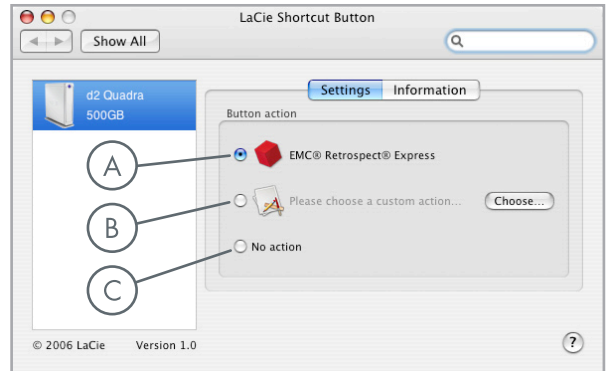 LaCie Shortcut Button
Show All
d2 Quadra
500GB
Settings Information
Button action
A
EMC® Retrospect® Express
B
Please choose a custom action... Choose...
C
No action
© 2006 LaCie Version 1.0
?